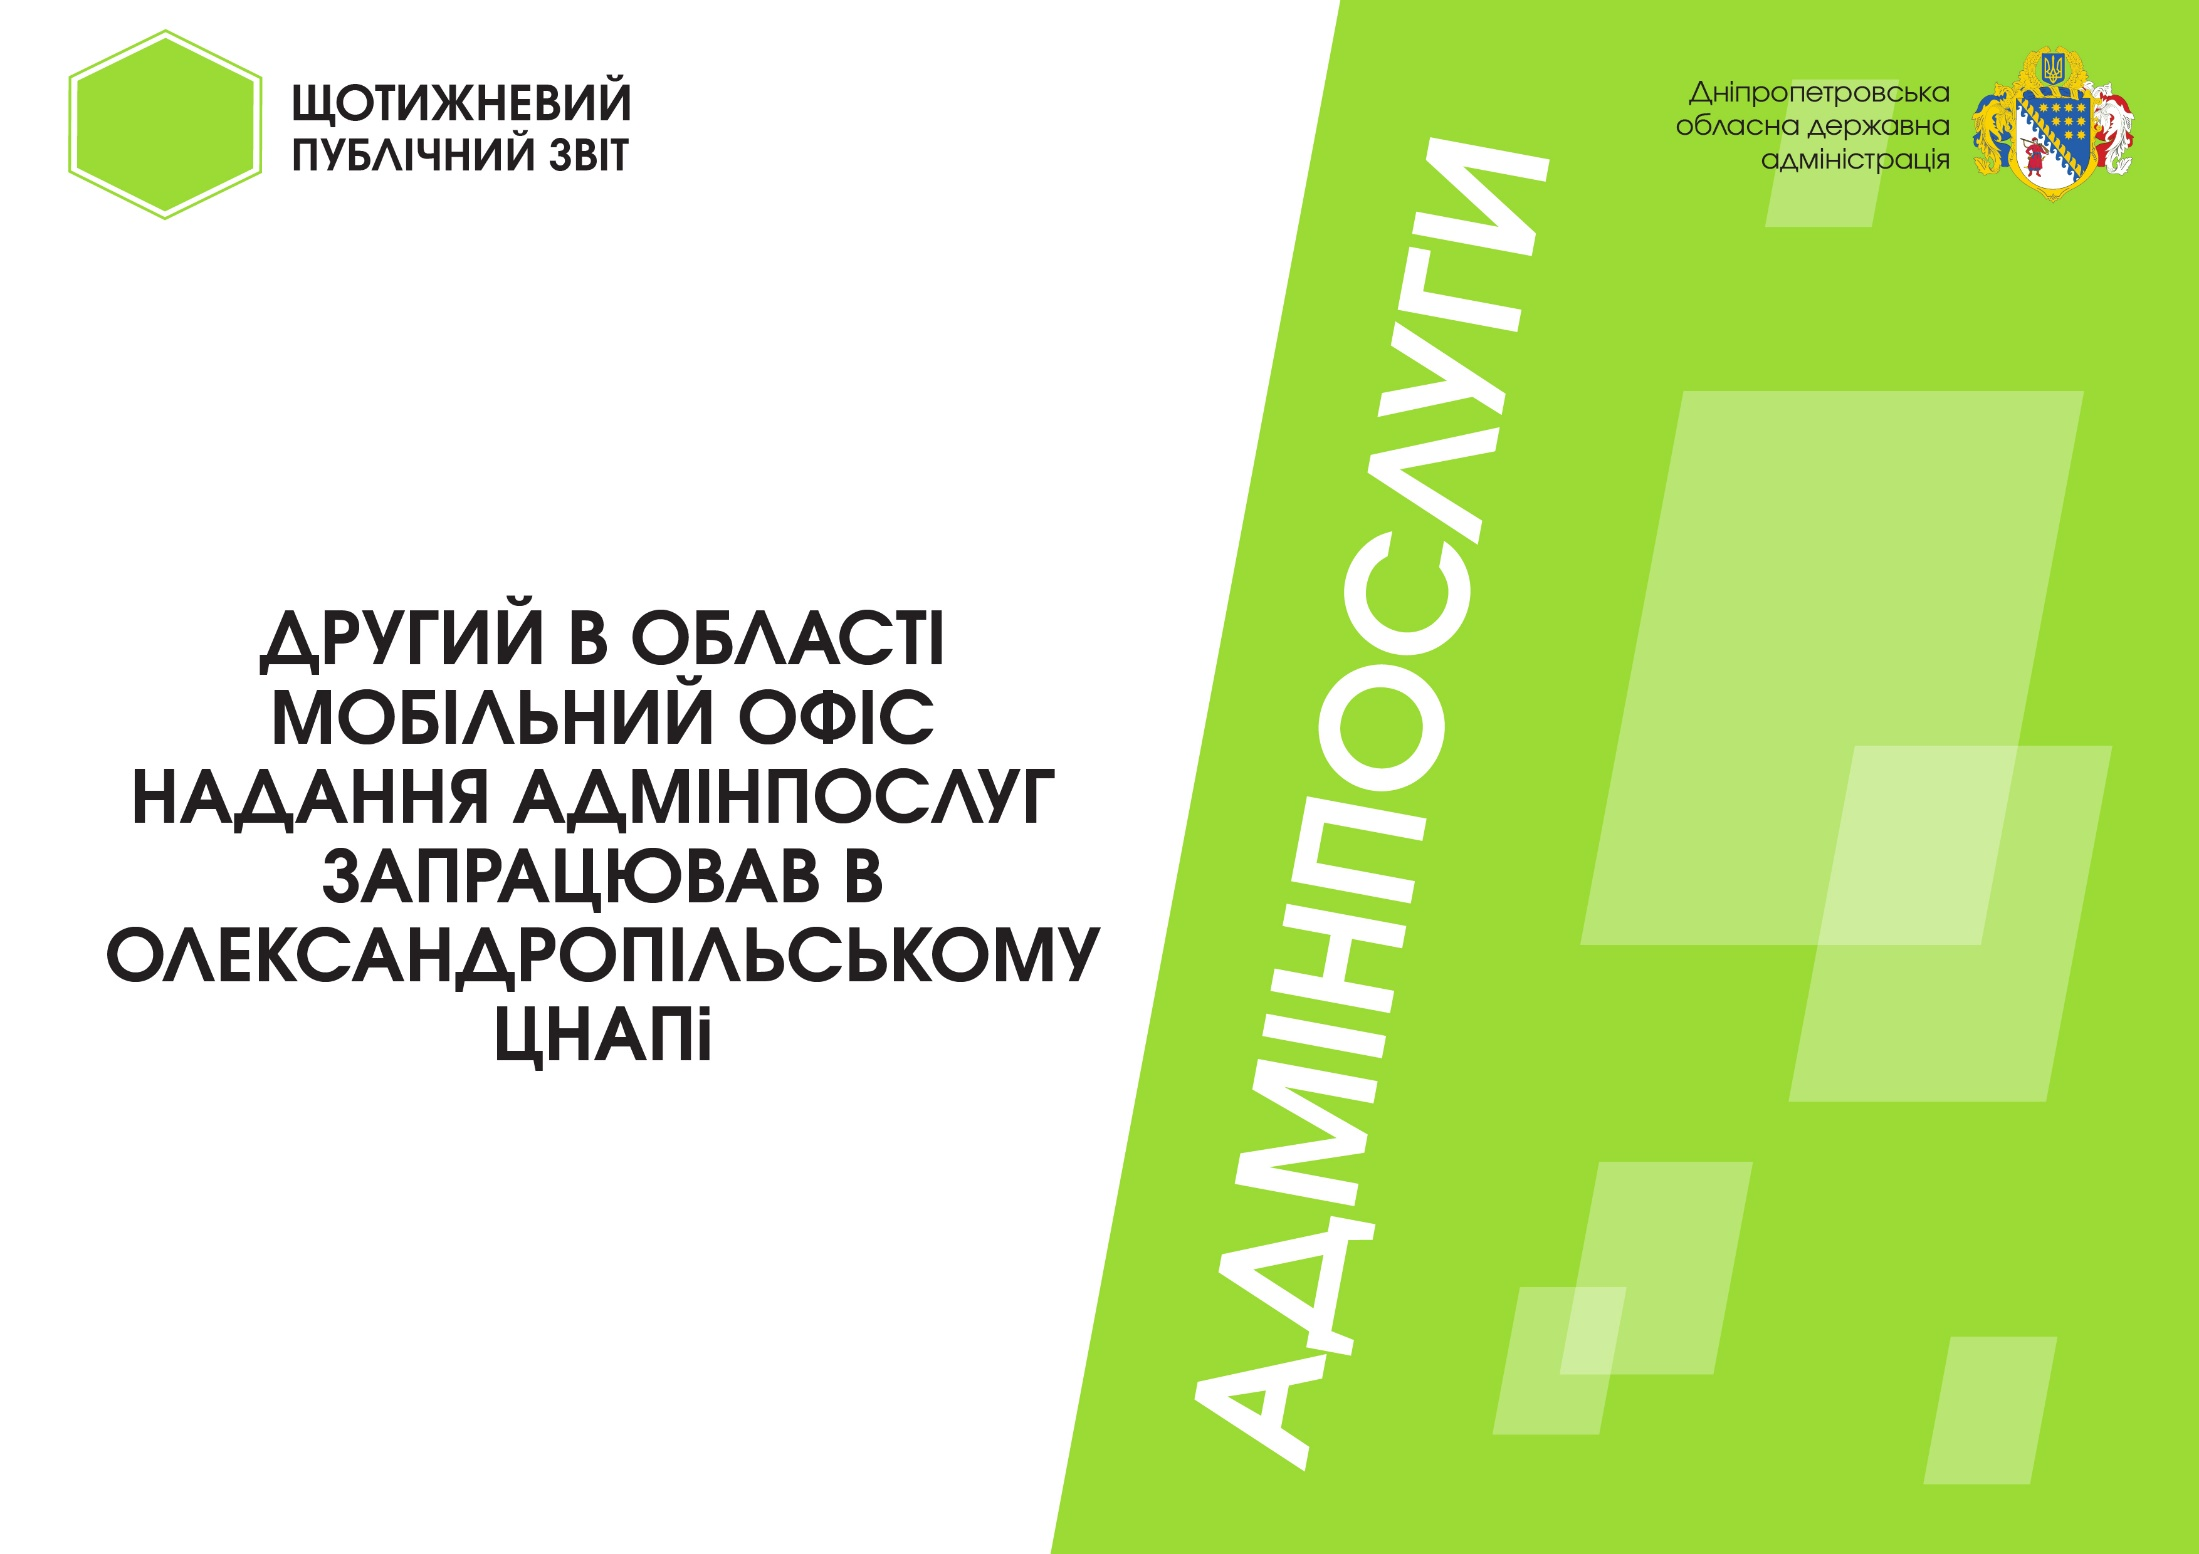 ЩОТИЖНЕВИЙ
ПУБЛІЧНИЙ ЗВІТ
Дніпропетровська
обласна державна
адміністрація
ДРУГИЙ В ОБЛАСТІ
МОБІЛЬНИЙ ОФІС
НАДАННЯ АДМІНПОСЛУГ
ЗАПРАЦЮВАВ В
ОЛЕКСАНДРОПІЛЬСЬКОМУ
ЦНАПі
АДМІНПОСЛУГИ